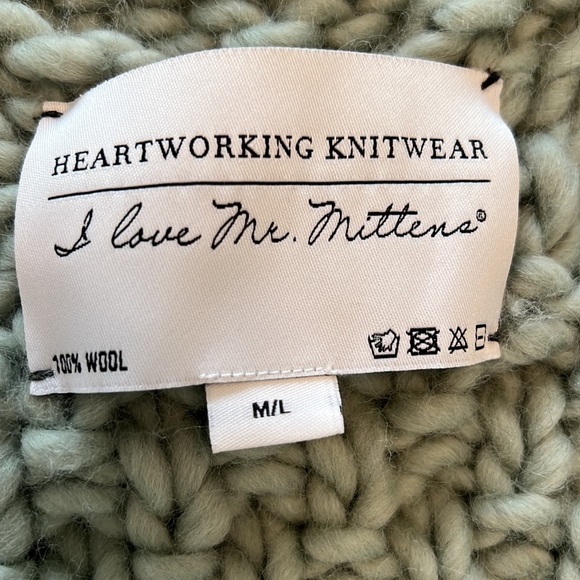 HEARTWORKING KNITWEAR
I love Mr. Mittens®
100% WOOL
M/L